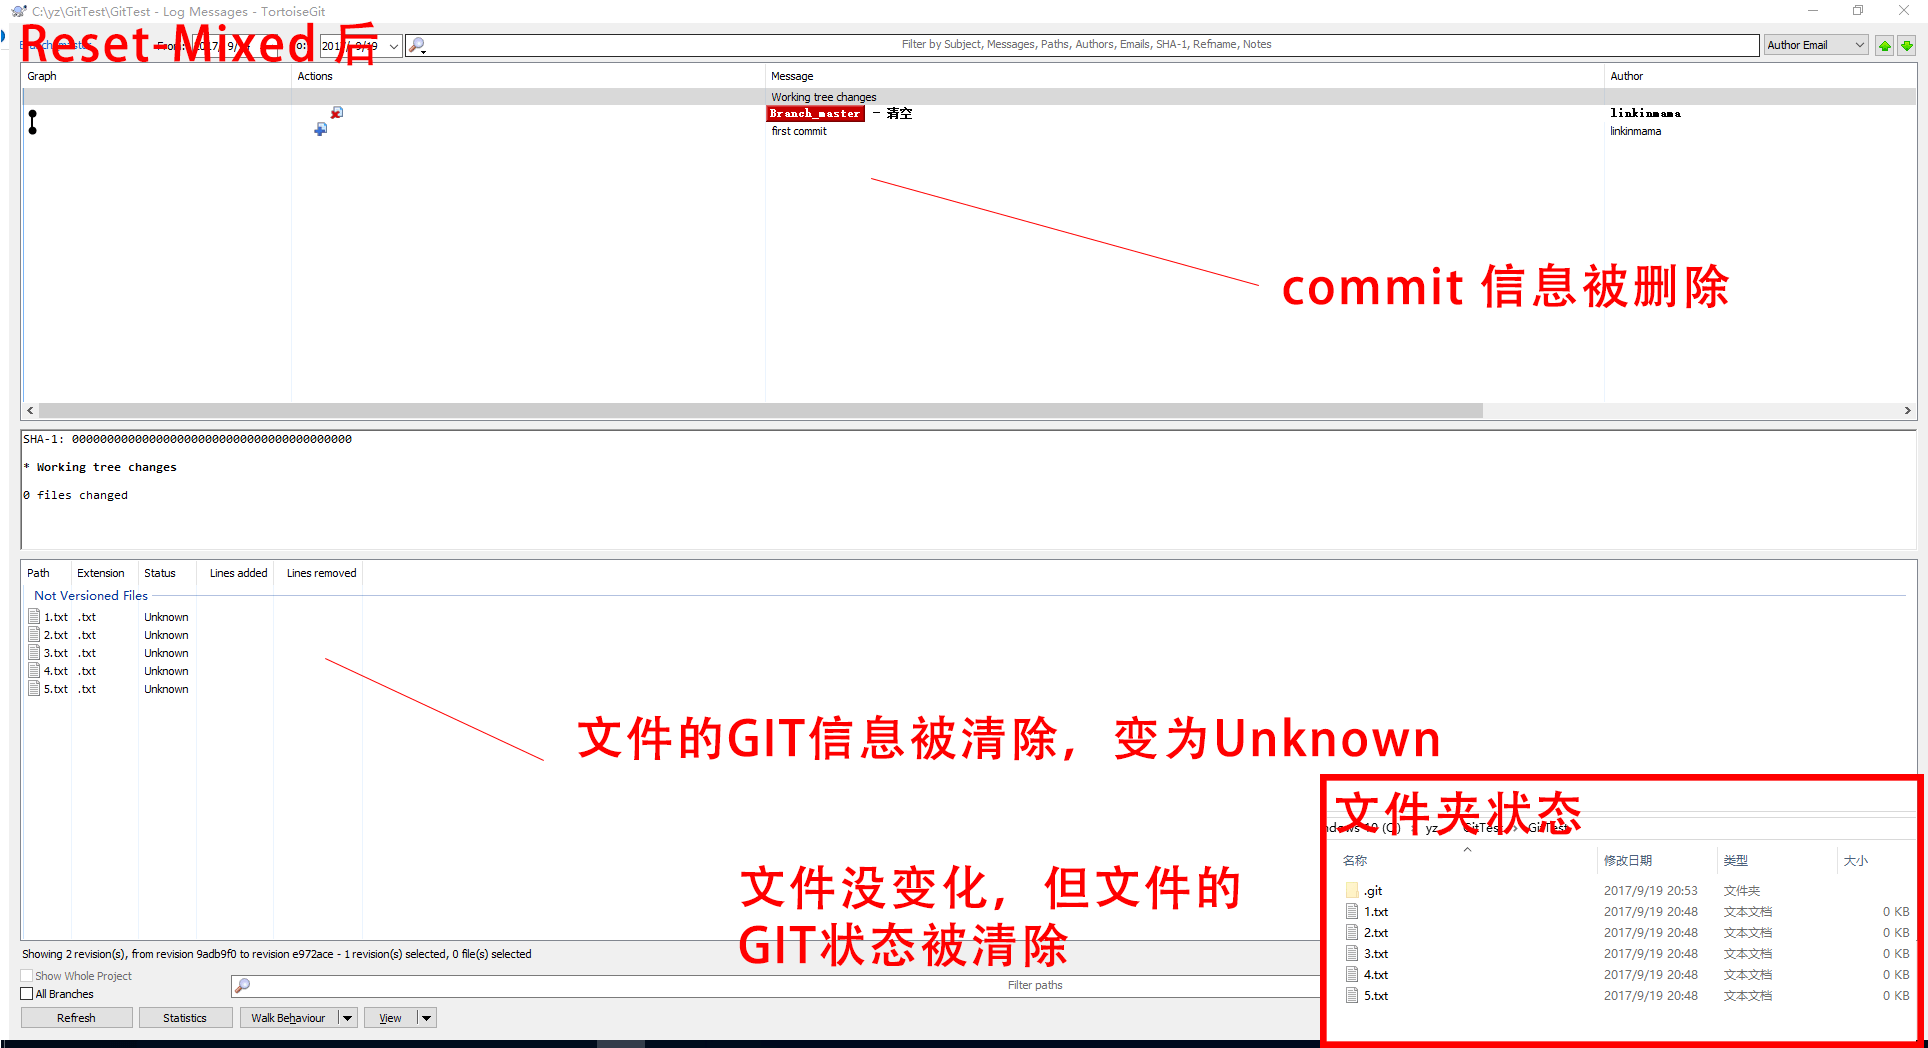 C:\yz\GitTest\GitTest - Log Messages - TortoiseGit
Reset Mixed 后
From: 2017/ 9/ To: 2017/ 9/19 Filter by Subject, Messages, Paths, Authors, Emails, SHA-1, Refname, Notes Author Email
Graph Actions Message Author
Working tree changes
Branch_master - 清空 linkinmama
first commit linkinmama
commit 信息被删除
SHA-1: 0000000000000000000000000000000000000000
* Working tree changes
0 files changed
Path Extension Status Lines added Lines removed
Not Versioned Files
1.txt .txt Unknown
2.txt .txt Unknown
3.txt .txt Unknown
4.txt .txt Unknown
5.txt .txt Unknown
文件的GIT信息被清除，变为Unknown
文件没变化，但文件的
GIT状态被清除
文件夹状态
ndows 10 (C:) yz GitTest GitTest
名称 修改日期 类型 大小
.git 2017/9/19 20:53 文件夹
1.txt 2017/9/19 20:48 文本文档 0 KB
2.txt 2017/9/19 20:48 文本文档 0 KB
3.txt 2017/9/19 20:48 文本文档 0 KB
4.txt 2017/9/19 20:48 文本文档 0 KB
5.txt 2017/9/19 20:48 文本文档 0 KB
Showing 2 revision(s), from revision 9adb9f0 to revision e972ace - 1 revision(s) selected, 0 file(s) selected
Show Whole Project
All Branches
Filter paths
Refresh Statistics Walk Behaviour View